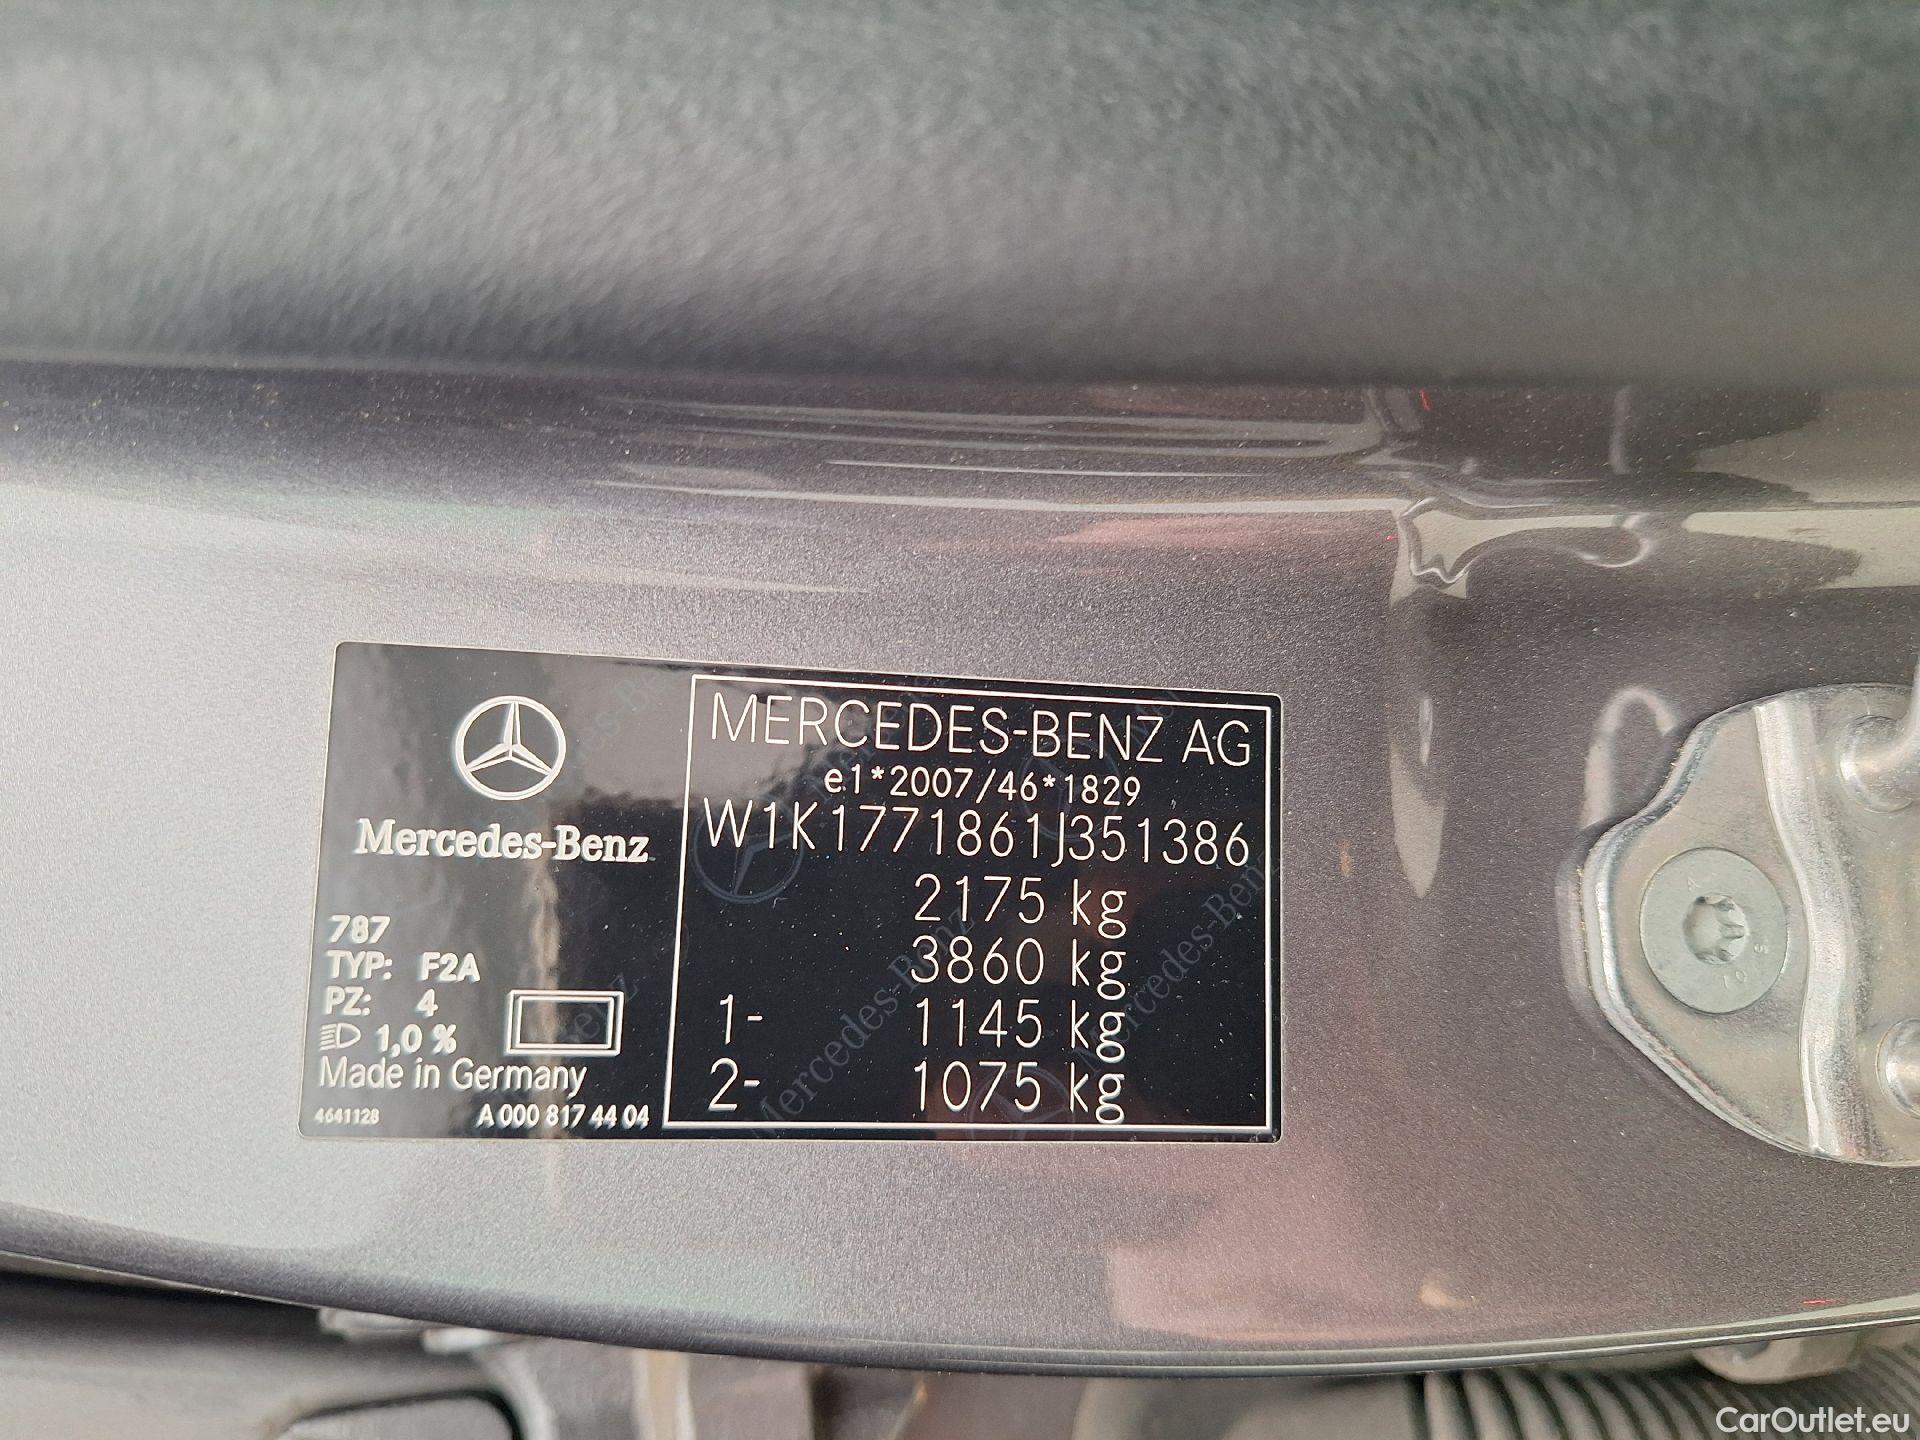 Mercedes-Benz
787
TYP: F2A
PZ: 4
1,0 %
Made in Germany
4641128 A 000 817 44 04
MERCEDES-BENZ AG
e1*2007/46*1829
W1K1771861J351386
2175 kg
3860 kg
1- 1145 kg
2- 1075 kg
CarOutlet.eu